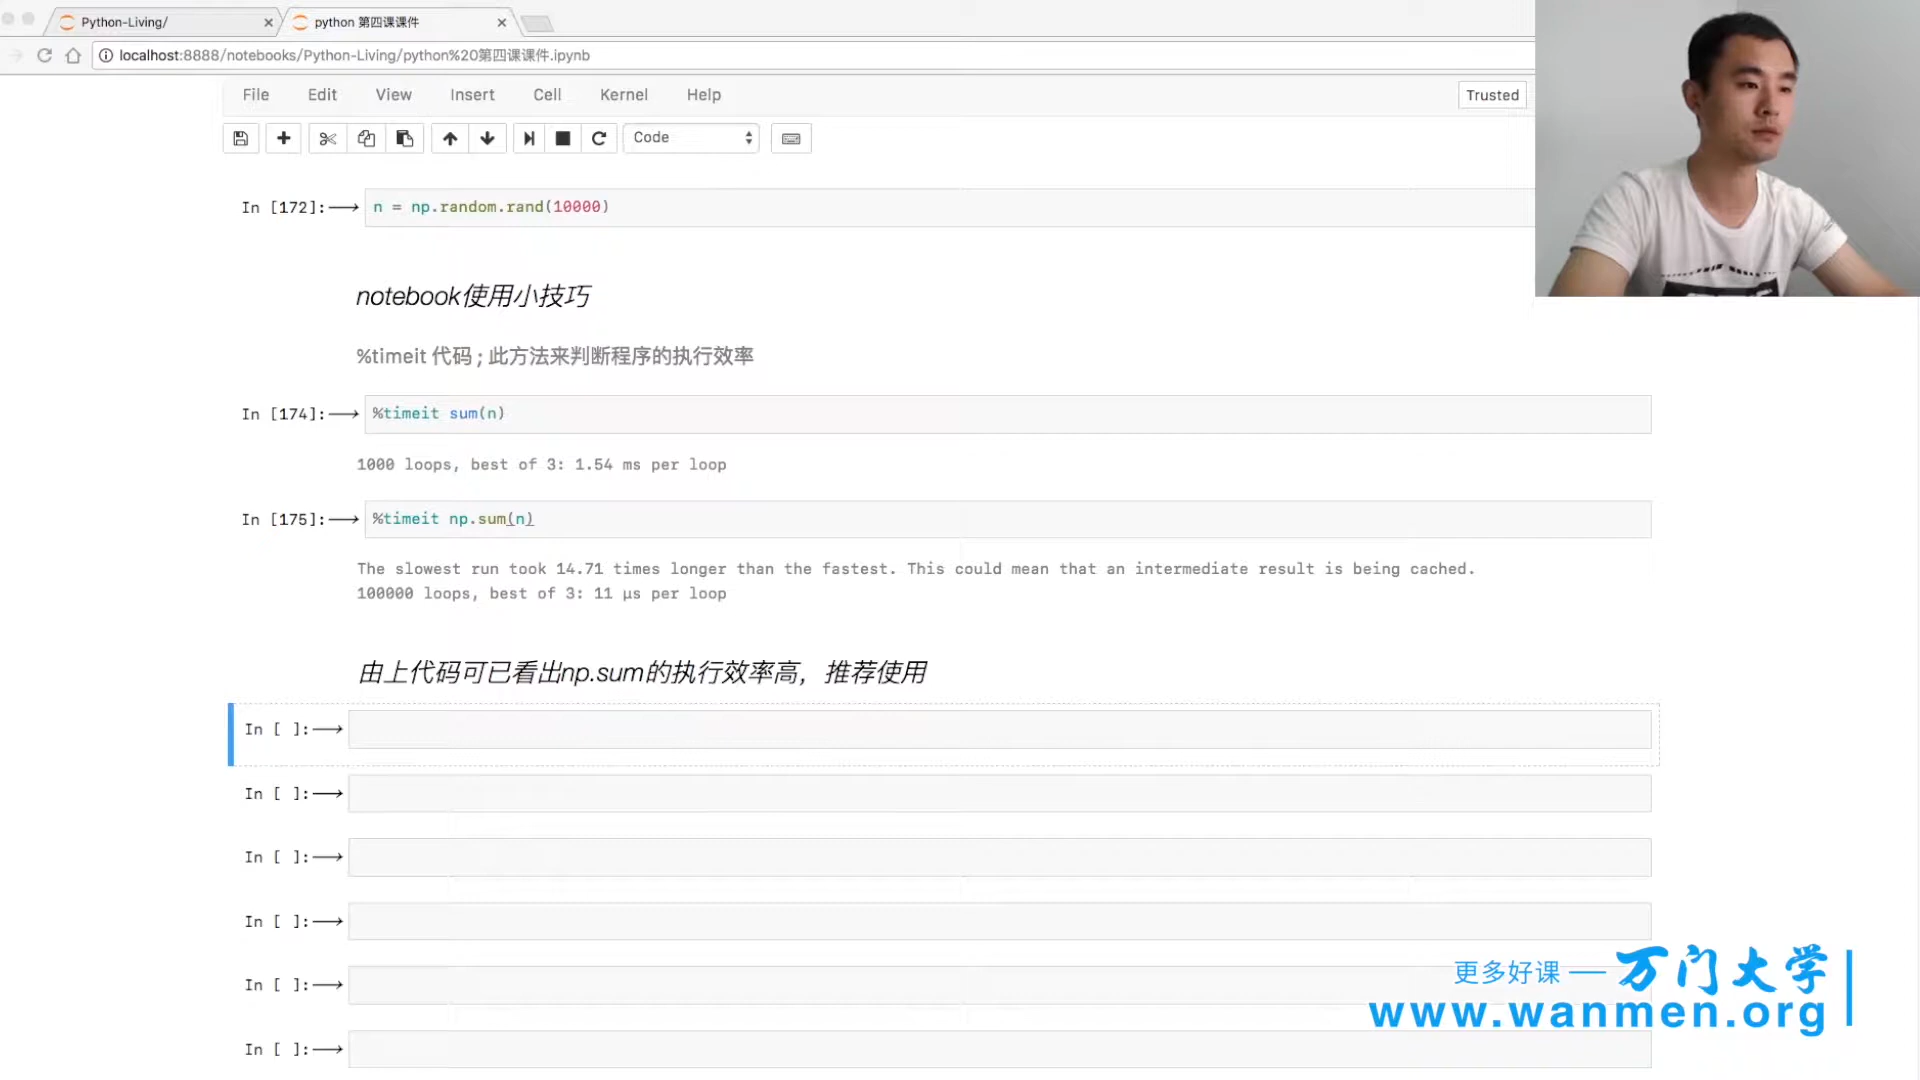 Python-Living/
python 第四课课件
localhost:8888/notebooks/Python-Living/python%20第四课课件.ipynb
File Edit View Insert Cell Kernel Help
Trusted
Code
In [172]: n = np.random.rand(10000)
notebook使用小技巧
%timeit 代码 ; 此方法来判断程序的执行效率
In [174]: %timeit sum(n)
1000 loops, best of 3: 1.54 ms per loop
In [175]: %timeit np.sum(n)
The slowest run took 14.71 times longer than the fastest. This could mean that an intermediate result is being cached.
100000 loops, best of 3: 11 µs per loop
由上代码可已看出np.sum的执行效率高，推荐使用
In [ ]:
In [ ]:
In [ ]:
In [ ]:
In [ ]:
In [ ]:
更多好课 — 万门大学
www.wanmen.org